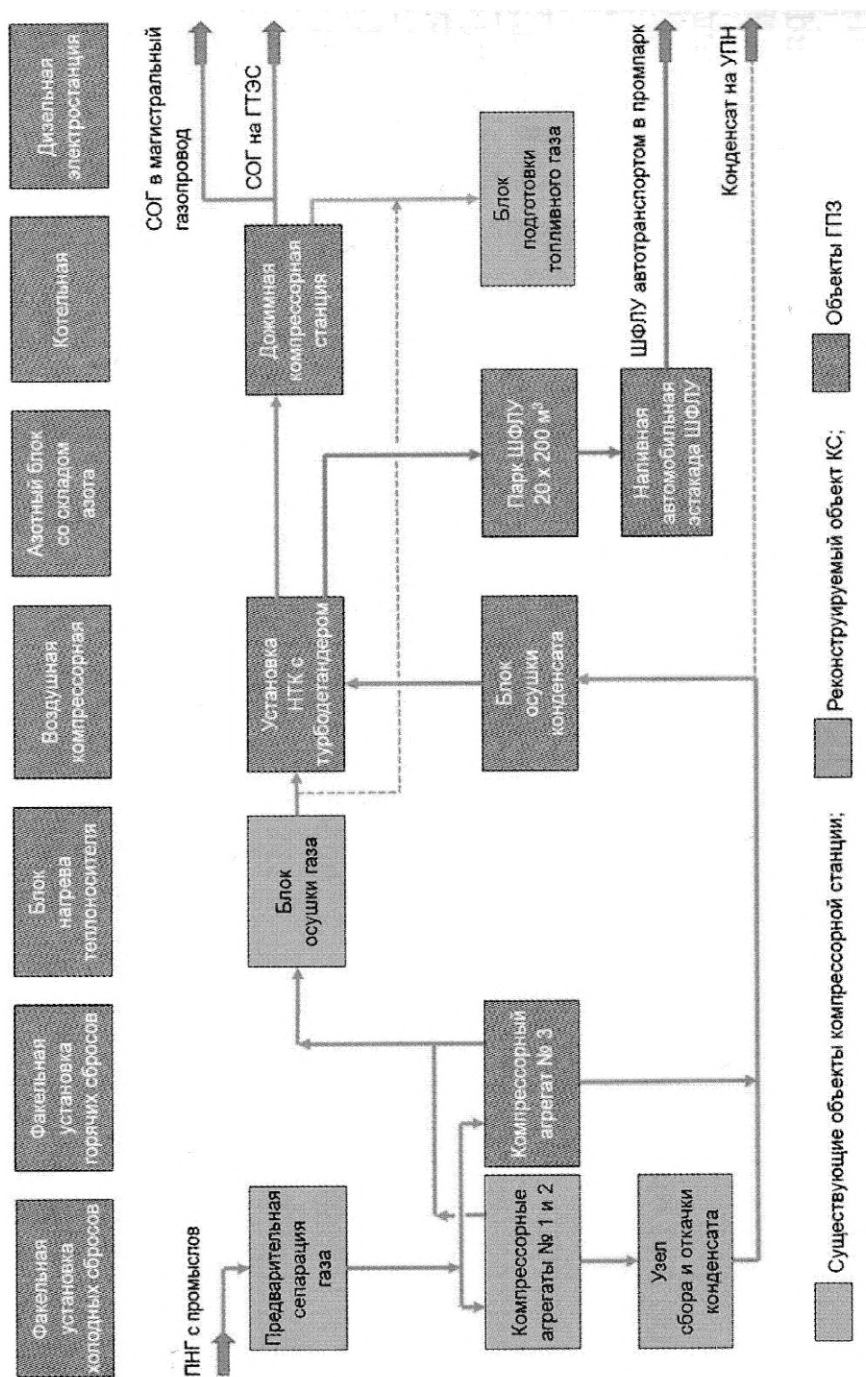 Факельная
установка
холодных сбросов
Факельная
установка
горячих сбросов
Блок
нагрева
теплоносителя
Воздушная
компрессорная
Азотный блок
со складом
азота
Котельная
Дизельная
электростанция
ПНГ с промыслов
СОГ в магистральный
газопровод
СОГ на ГТЭС
Предварительная
сепарация
газа
Блок
осушки газа
Установка
НТК с
турбодетандером
Дожимная
компрессорная
станция
Компрессорные
агрегаты № 1 и 2
Компрессорный
агрегат № 3
Блок
осушки
конденсата
Парк ШФЛУ
20 х 200 м³
Блок
подготовки
топливного газа
Узел
сбора и откачки
конденсата
Наливная
автомобильная
эстакада ШФЛУ
ШФЛУ автотранспортом в промпарк
Конденсат на УПН
Существующие объекты компрессорной станции;
Реконструируемый объект КС;
Объекты ГПЗ